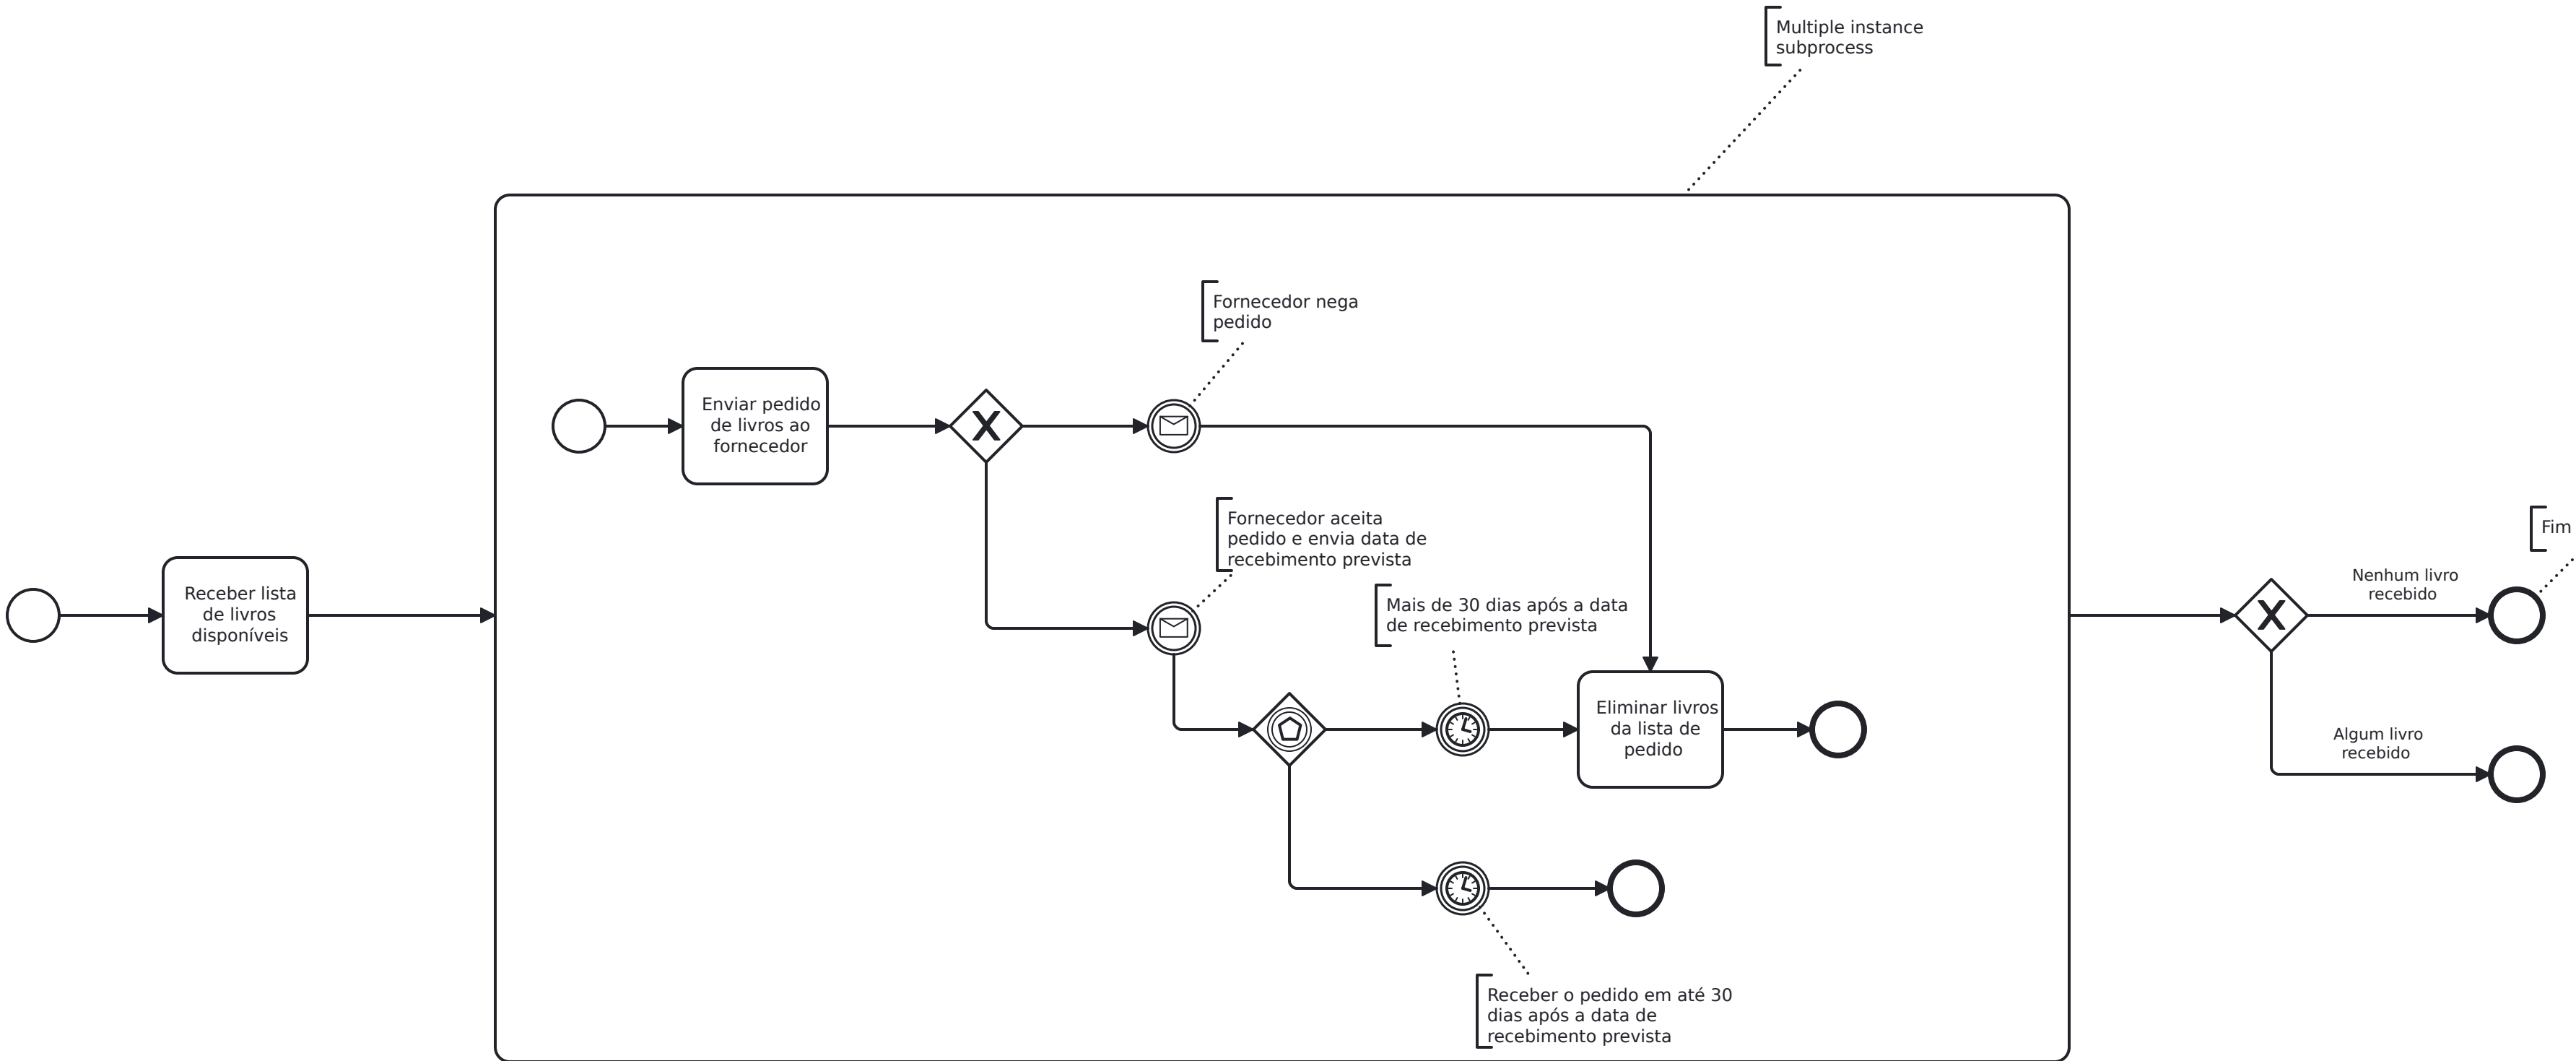 Multiple instance
subprocess
Fornecedor nega
pedido
Enviar pedido
de livros ao
fornecedor
Fornecedor aceita
pedido e envia data de
recebimento prevista
Mais de 30 dias após a data
de recebimento prevista
Receber lista
de livros
disponíveis
Eliminar livros
da lista de
pedido
Receber o pedido em até 30
dias após a data de
recebimento prevista
Nenhum livro
recebido
Fim
Algum livro
recebido